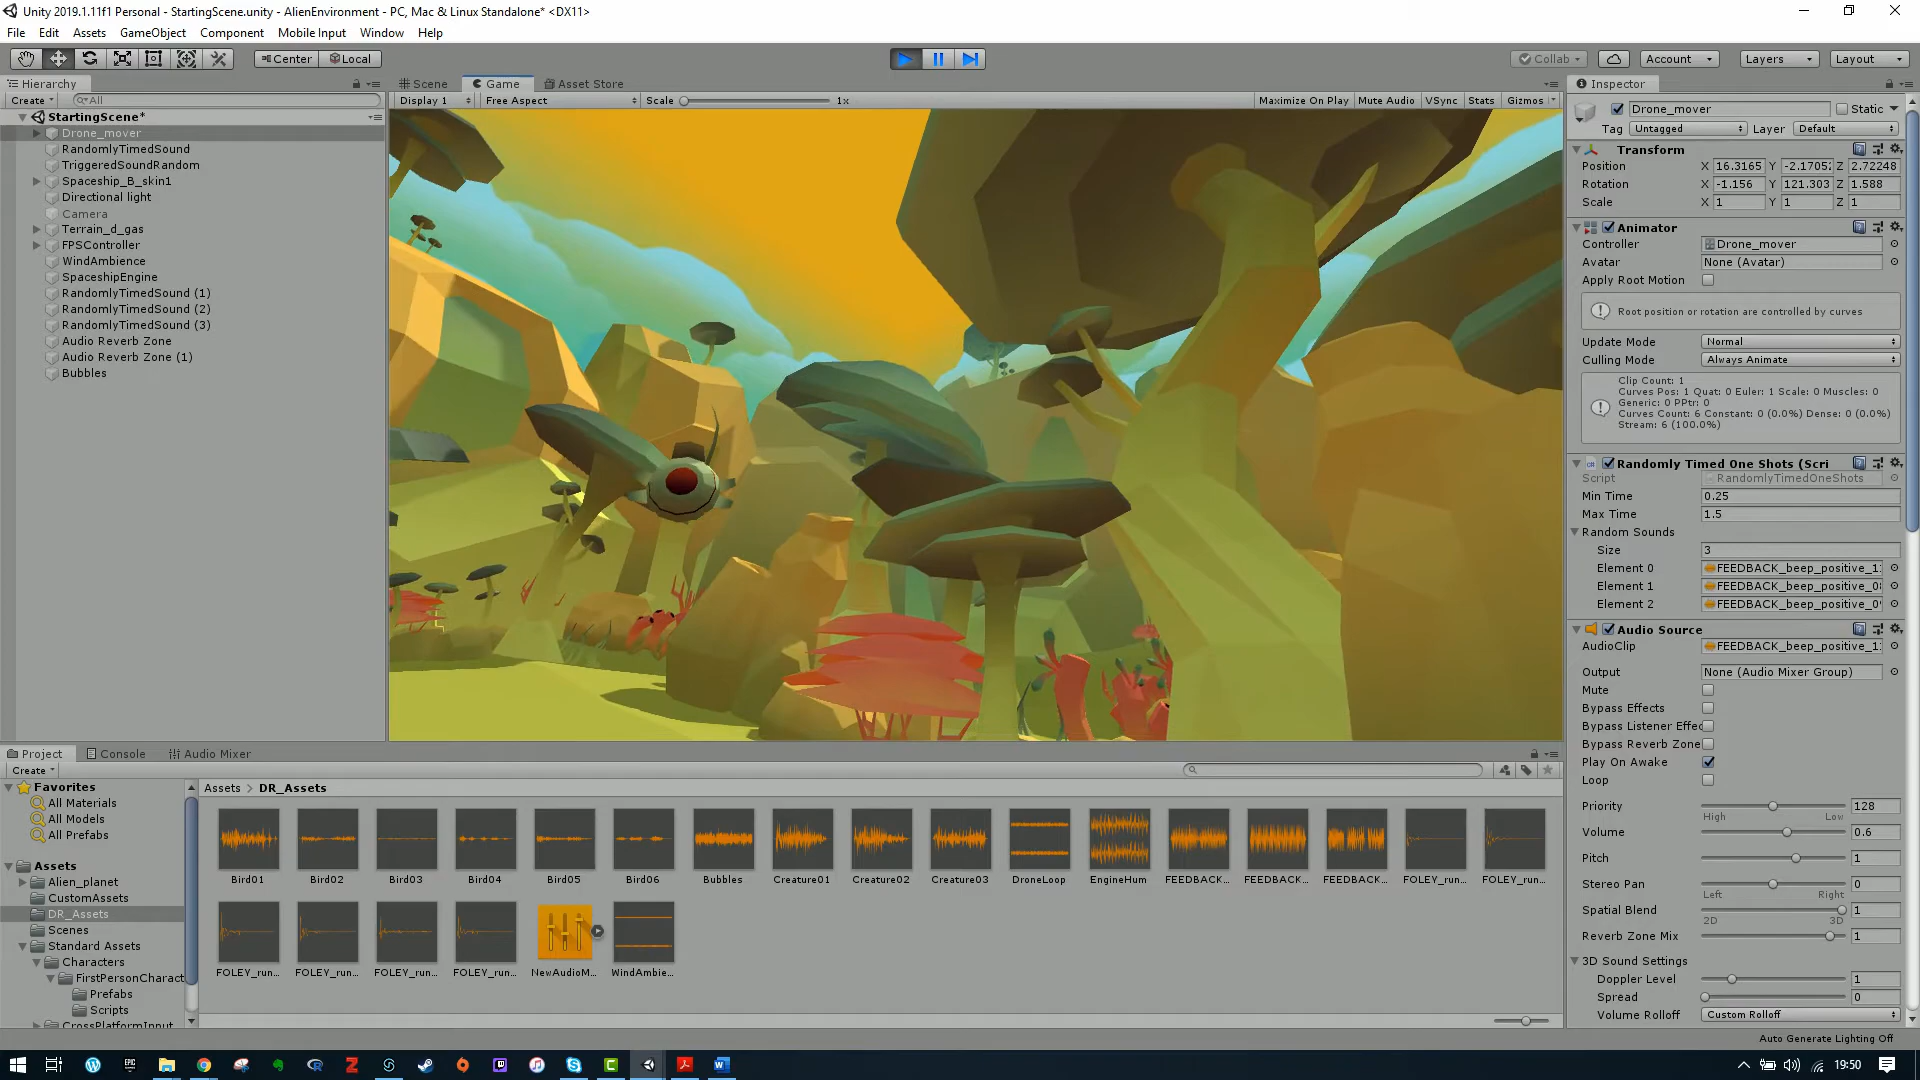 Unity 2019.1.11f1 Personal - StartingScene.unity - AlienEnvironment - PC, Mac & Linux Standalone* <DX11>
File Edit Assets GameObject Component Mobile Input Window Help
Center Local
Collab Account Layers Layout
Hierarchy
Create All
StartingScene*
Drone_mover
RandomlyTimedSound
TriggeredSoundRandom
Spaceship_B_skin1
Directional light
Camera
Terrain_d_gas
FPSController
WindAmbience
SpaceshipEngine
RandomlyTimedSound (1)
RandomlyTimedSound (2)
RandomlyTimedSound (3)
Audio Reverb Zone
Audio Reverb Zone (1)
Bubbles
Scene Game Asset Store
Display 1 Free Aspect Scale 1x Maximize On Play Mute Audio VSync Stats Gizmos
Inspector
Drone_mover Static
Tag Untagged Layer Default
Transform
Position X 16.3165 Y -2.1705 Z 2.72248
Rotation X -1.156 Y 121.303 Z 1.588
Scale X 1 Y 1 Z 1
Animator
Controller Drone_mover
Avatar None (Avatar)
Apply Root Motion
Root position or rotation are controlled by curves
Update Mode Normal
Culling Mode Always Animate
Clip Count: 1
Curves Pos: 1 Quat: 0 Euler: 1 Scale: 0 Muscles: 0
Generic: 0 PPtr: 0
Curves Count: 6 Constant: 0 (0.0%) Dense: 0 (0.0%)
Stream: 6 (100.0%)
Randomly Timed One Shots (Scri
Script RandomlyTimedOneShots
Min Time 0.25
Max Time 1.5
Random Sounds
Size 3
Element 0 FEEDBACK_beep_positive_1
Element 1 FEEDBACK_beep_positive_0
Element 2 FEEDBACK_beep_positive_0
Audio Source
AudioClip FEEDBACK_beep_positive_1
Output None (Audio Mixer Group)
Mute
Bypass Effects
Bypass Listener Effec
Bypass Reverb Zone
Play On Awake
Loop
Priority 128
High Low
Volume 0.6
Pitch 1
Stereo Pan 0
Left Right
Spatial Blend 1
2D 3D
Reverb Zone Mix 1
3D Sound Settings
Doppler Level 1
Spread 0
Volume Rolloff Custom Rolloff
Auto Generate Lighting Off
Project Console Audio Mixer
Create
Favorites
All Materials
All Models
All Prefabs
Assets
Alien_planet
CustomAssets
DR_Assets
Scenes
Standard Assets
Characters
FirstPersonCharact
Prefabs
Scripts
CrossPlatformInput
Assets > DR_Assets
Bird01 Bird02 Bird03 Bird04 Bird05 Bird06 Bubbles Creature01 Creature02 Creature03 DroneLoop EngineHum FEEDBACK... FEEDBACK... FEEDBACK... FOLEY_run... FOLEY_run...
FOLEY_run... FOLEY_run... FOLEY_run... FOLEY_run... NewAudioM... WindAmbie...
EPIC
19:50